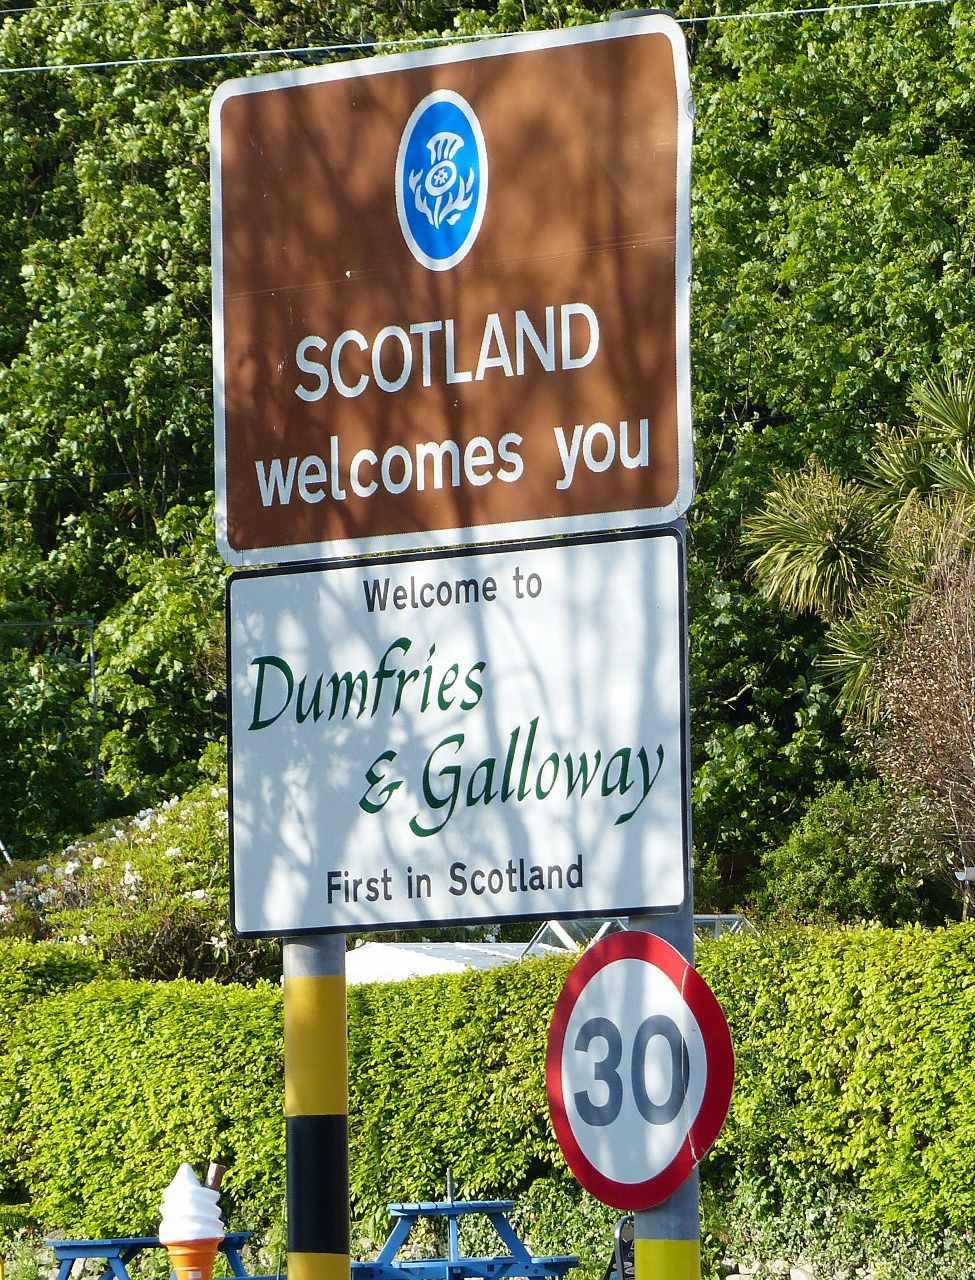 SCOTLAND
welcomes you
Welcome to
Dumfries
& Galloway
First in Scotland
30